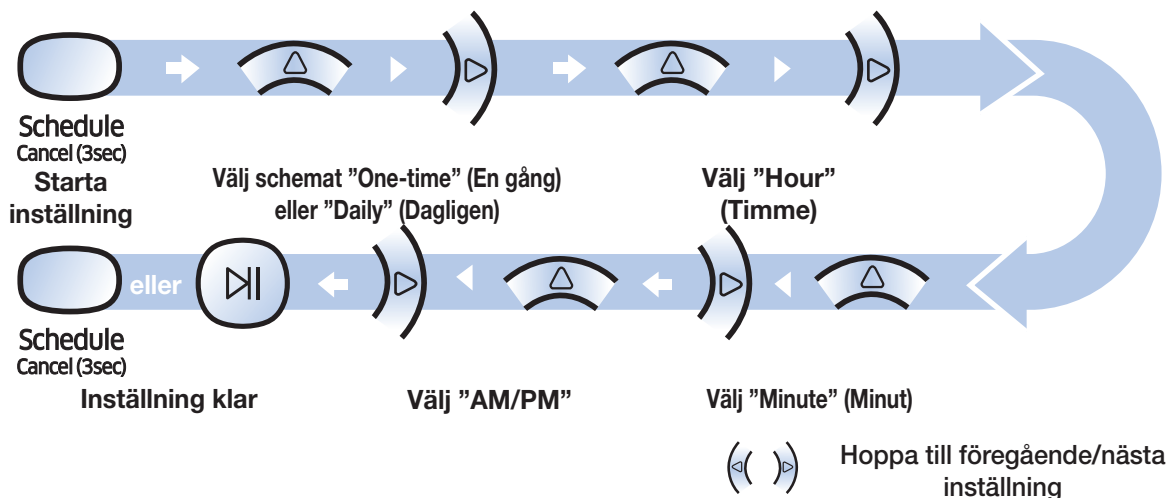 Schedule
Cancel (3sec)
Starta
inställning
Välj schemat ”One-time” (En gång)
eller ”Daily” (Dagligen)
Välj ”Hour”
(Timme)
eller
Schedule
Cancel (3sec)
Inställning klar
Välj ”AM/PM”
Välj ”Minute” (Minut)
Hoppa till föregående/nästa
inställning